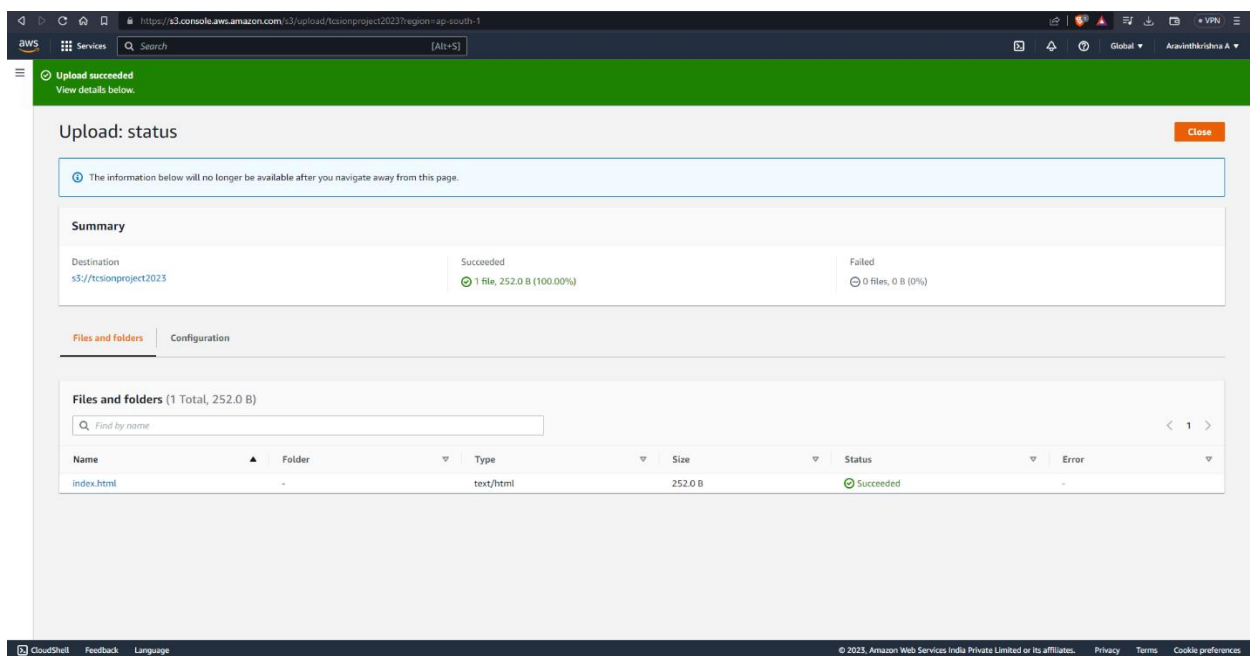 https://s3.console.aws.amazon.com/s3/upload/tcsionproject2023?region=ap-south-1
VPN
aws Services Search [Alt+S] Global Aravinthkrishna A
Upload succeeded
View details below.
Upload: status
Close
The information below will no longer be available after you navigate away from this page.
Summary
Destination Succeeded Failed
s3://tcsionproject2023 1 file, 252.0 B (100.00%) 0 files, 0 B (0%)
Files and folders Configuration
Files and folders (1 Total, 252.0 B)
Find by name 1
Name Folder Type Size Status Error
index.html - text/html 252.0 B Succeeded -
CloudShell Feedback Language © 2023, Amazon Web Services India Private Limited or its affiliates. Privacy Terms Cookie preferences